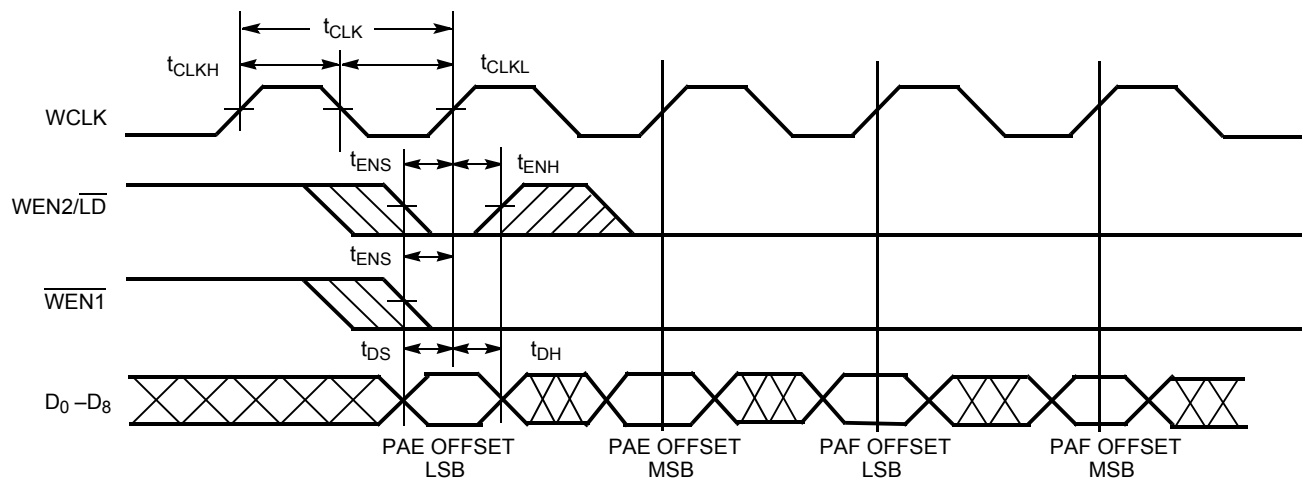 tCLK
tCLKH
tCLKL
WCLK
tENS
tENH
WEN2/LD
tENS
WEN1
tDS
tDH
D0 –D8
PAE OFFSET
LSB
PAE OFFSET
MSB
PAF OFFSET
LSB
PAF OFFSET
MSB